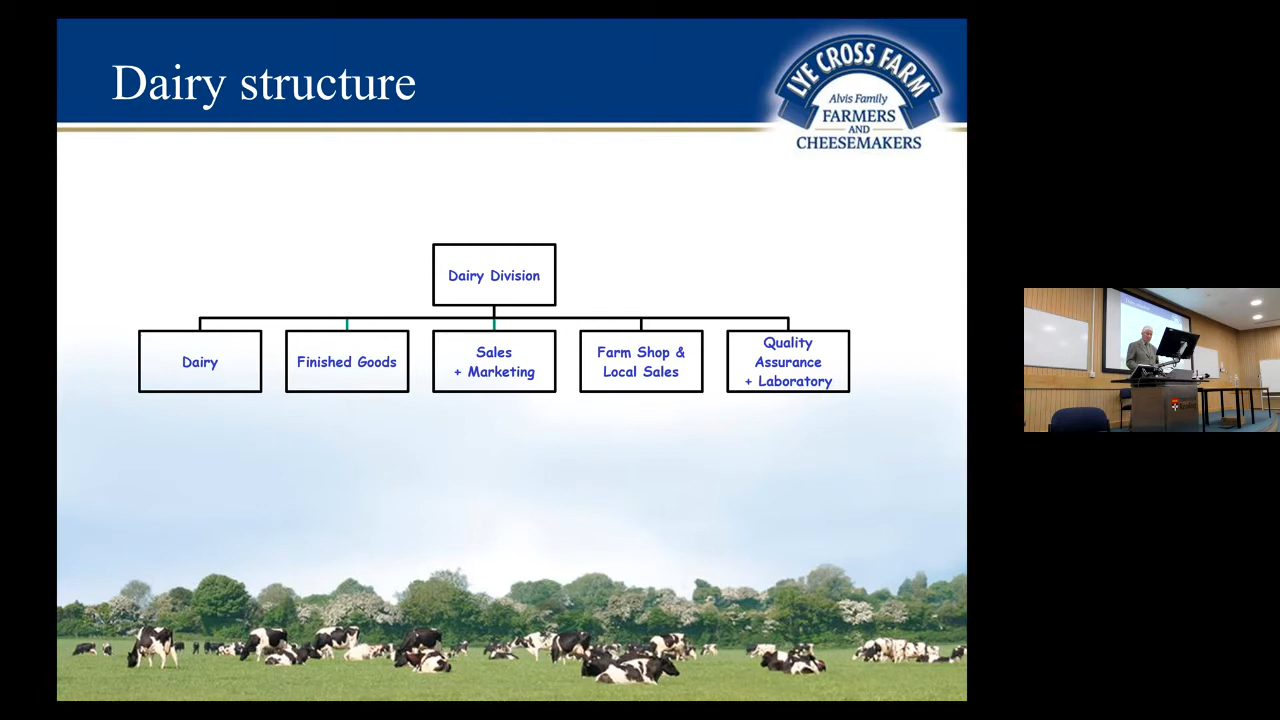 Dairy structure
LYE CROSS FARM
Alvis Family
FARMERS
AND
CHEESEMAKERS
Dairy Division
Dairy
Finished Goods
Sales
+ Marketing
Farm Shop &
Local Sales
Quality
Assurance
+ Laboratory